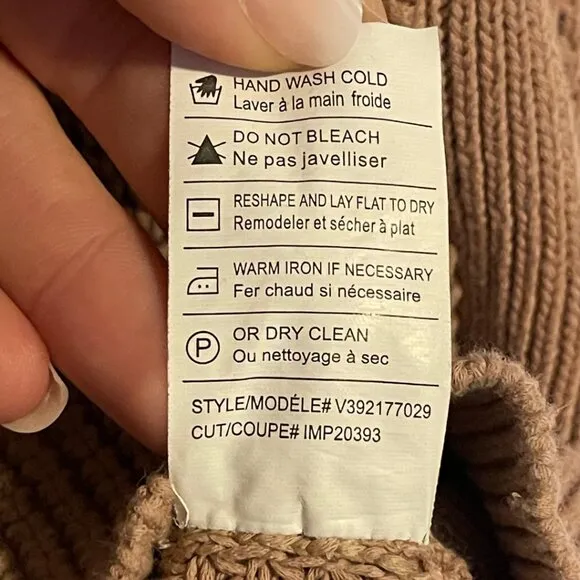 HAND WASH COLD
Laver à la main froide
DO NOT BLEACH
Ne pas javelliser
RESHAPE AND LAY FLAT TO DRY
Remodeler et sécher à plat
WARM IRON IF NECESSARY
Fer chaud si nécessaire
P OR DRY CLEAN
Ou nettoyage à sec
STYLE/MODÉLE# V392177029
CUT/COUPE# IMP20393